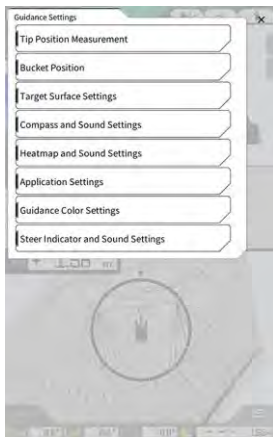 Guidance Settings
Tip Position Measurement
Bucket Position
Target Surface Settings
Compass and Sound Settings
Heatmap and Sound Settings
Application Settings
Guidance Color Settings
Steer Indicator and Sound Settings